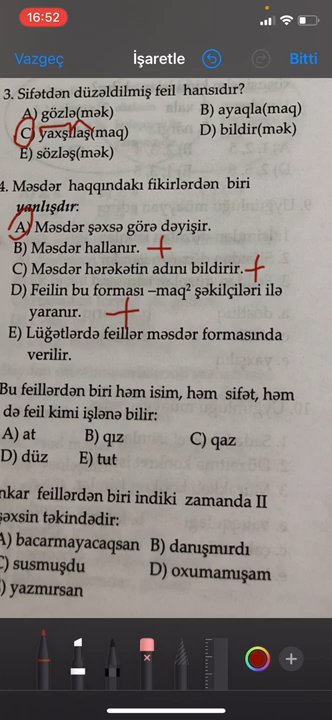 16:52
Vazgeç İşaretle Bitti
3. Sifətdən düzəldilmiş feil hansıdır?
A) gözlə(mək) B) ayaqla(maq)
C) yaxşılaş(maq) D) bildir(mək)
E) sözləş(mək)
4. Məsdər haqqındakı fikirlərdən biri
yanlışdır:
A) Məsdər şəxsə görə dəyişir.
B) Məsdər hallanır.
C) Məsdər hərəkətin adını bildirir.
D) Feilin bu forması –maq² şəkilçiləri ilə
yaranır.
E) Lüğətlərdə feillər məsdər formasında
verilir.
Bu feillərdən biri həm isim, həm sifət, həm
də feil kimi işlənə bilir:
A) at B) qız C) qaz
D) düz E) tut
nkar feillərdən biri indiki zamanda II
şəxsin təkindədir:
A) bacarmayacaqsan B) danışmırdı
C) susmuşdu D) oxumamışam
) yazmırsan